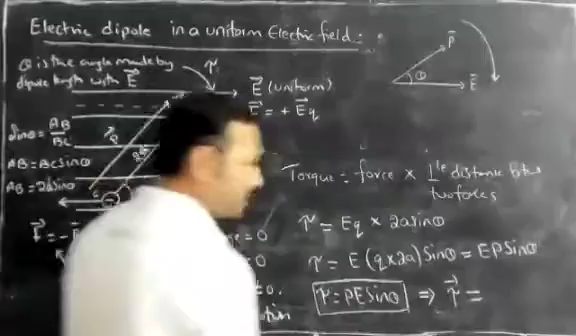 Electric dipole in a uniform Electric field :-
θ is the angle made by
dipole length with E⃗
τ
E⃗ (uniform)
F⃗ = + E⃗q
P⃗
θ
E⃗
Sinθ = AB/BC
AB = BC sinθ
AB = 2a sinθ
F⃗ = -
= 0
= 0
Torque = force × ⊥le distance b/w
two forces
τ = Eq × 2a sinθ
τ = E (q×2a) Sinθ = EP Sinθ
τ = PE Sinθ ⇒ τ⃗ =